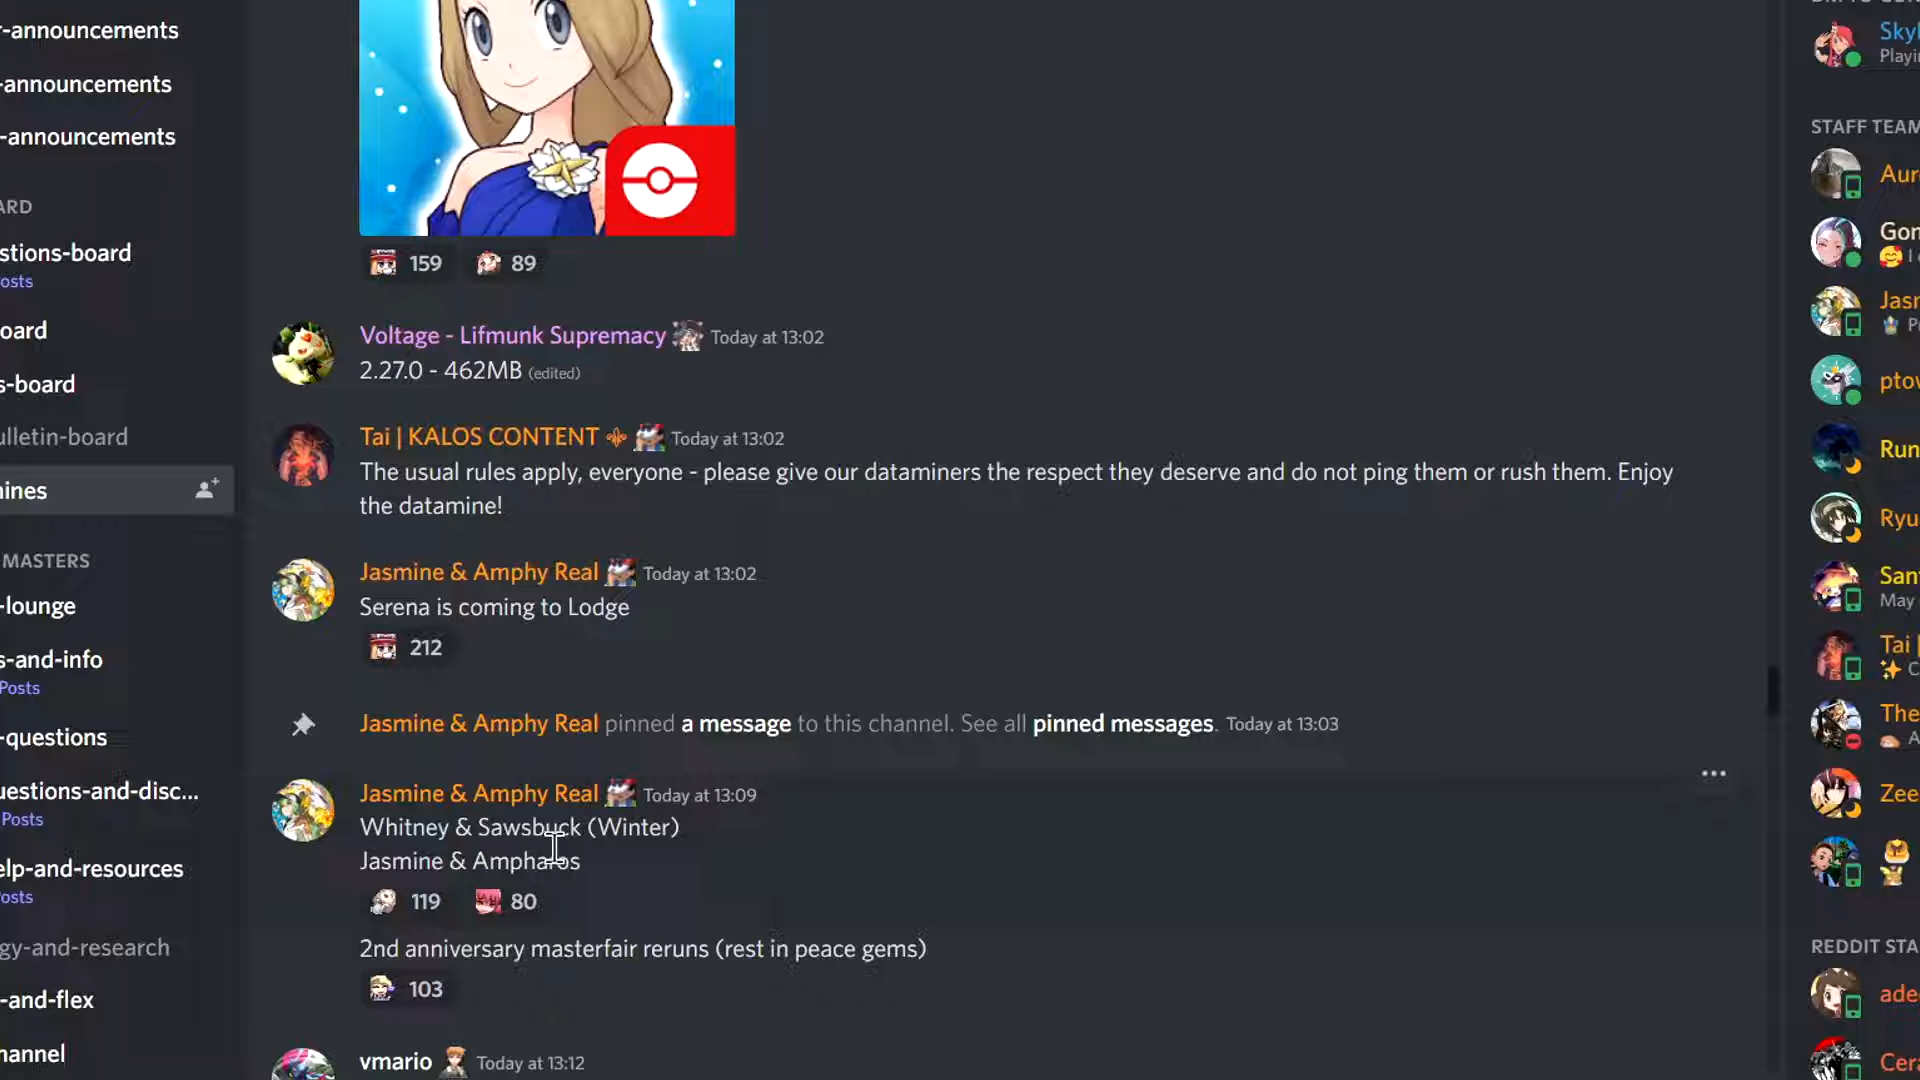 -announcements
-announcements
-announcements
ARD
stions-board
osts
oard
s-board
ulletin-board
ines
MASTERS
-lounge
s-and-info
Posts
-questions
uestions-and-disc...
Posts
elp-and-resources
osts
gy-and-research
-and-flex
hannel
159 89
Voltage - Lifmunk Supremacy Today at 13:02
2.27.0 - 462MB (edited)
Tai | KALOS CONTENT ⚜ Today at 13:02
The usual rules apply, everyone - please give our dataminers the respect they deserve and do not ping them or rush them. Enjoy
the datamine!
Jasmine & Amphy Real Today at 13:02
Serena is coming to Lodge
212
Jasmine & Amphy Real pinned a message to this channel. See all pinned messages. Today at 13:03
Jasmine & Amphy Real Today at 13:09
Whitney & Sawsbuck (Winter)
Jasmine & Ampharos
119 80
2nd anniversary masterfair reruns (rest in peace gems)
103
vmario Today at 13:12
Skyl
Playi
STAFF TEAM
Aur
Gor
I
Jasr
P
ptov
Run
Ryu
San
May
Tai |
C
The
A
Zee
REDDIT STA
ade
Cera